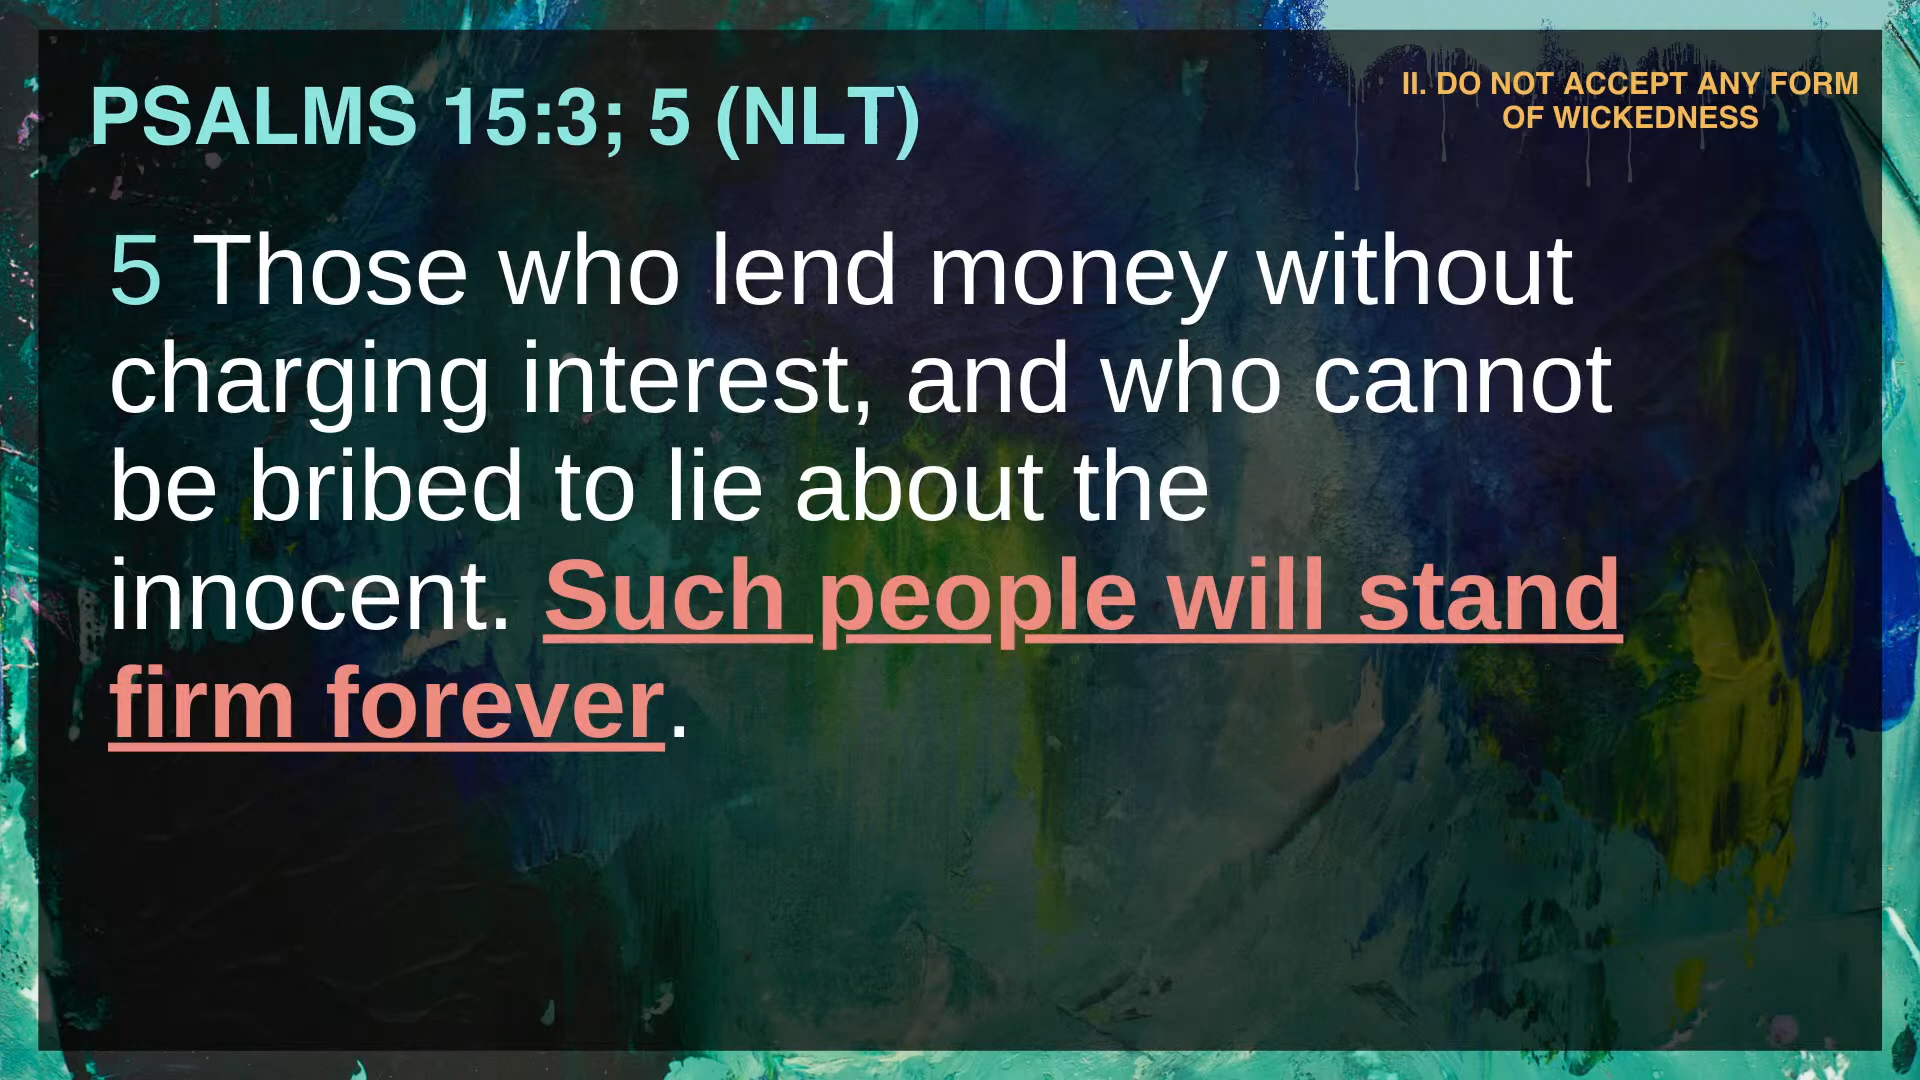 PSALMS 15:3; 5 (NLT)
II. DO NOT ACCEPT ANY FORM
OF WICKEDNESS
5 Those who lend money without
charging interest, and who cannot
be bribed to lie about the
innocent. Such people will stand
firm forever.